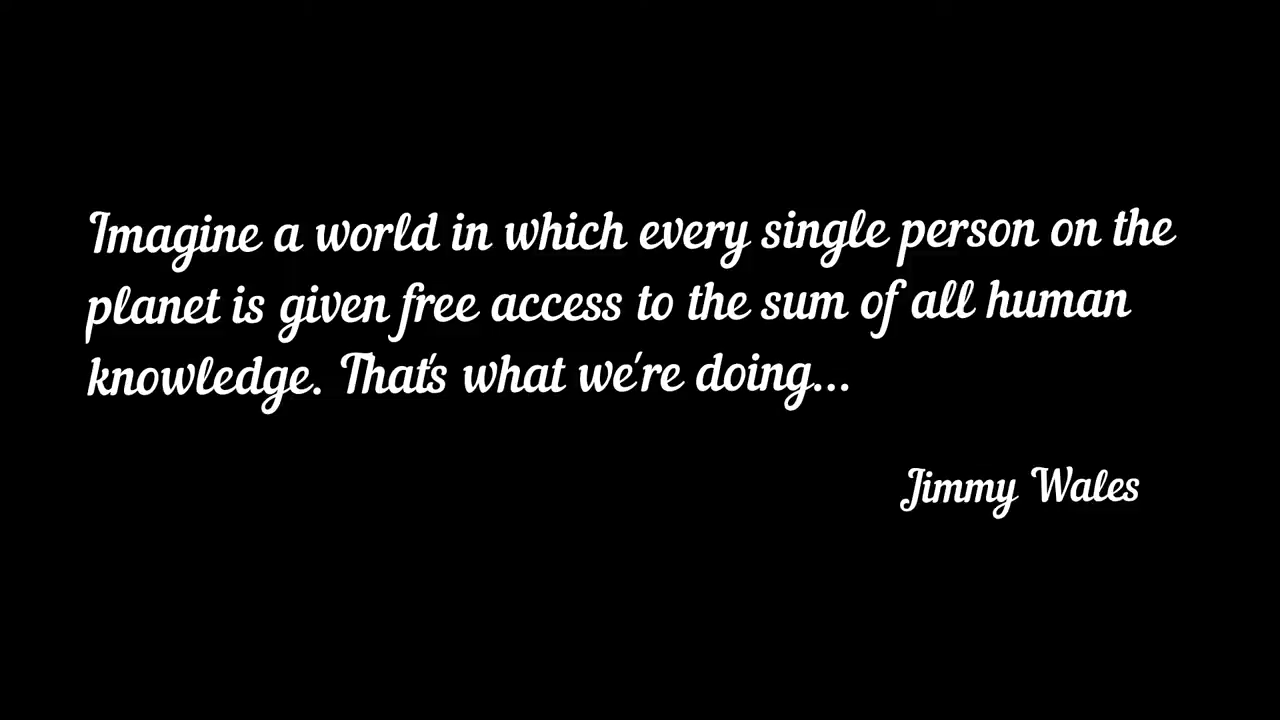 Imagine a world in which every single person on the
planet is given free access to the sum of all human
knowledge. That's what we're doing...
Jimmy Wales